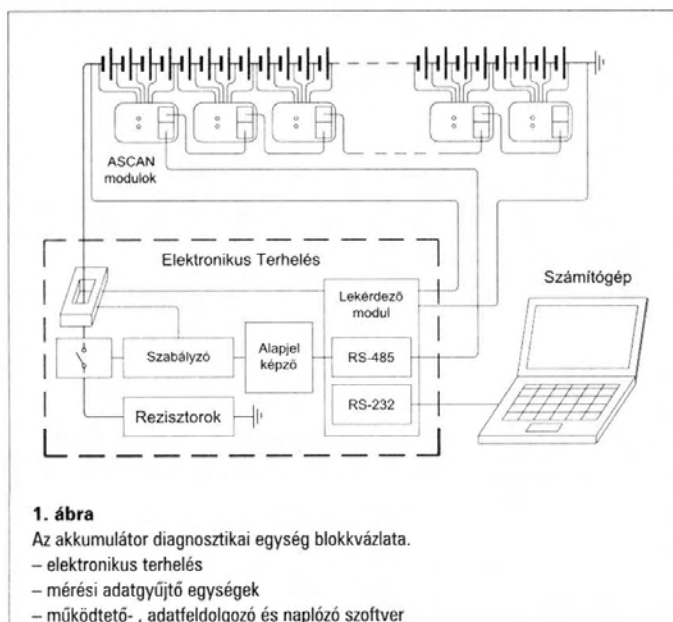 ASCAN
modulok
Elektronikus Terhelés
Számítógép
Lekérdező
modul
Szabályzó
Alapjel
képző
RS-485
RS-232
Rezisztorok
1. ábra
Az akkumulátor diagnosztikai egység blokkvázlata.
– elektronikus terhelés
– mérési adatgyűjtő egységek
– működtető- , adatfeldolgozó és naplózó szoftver